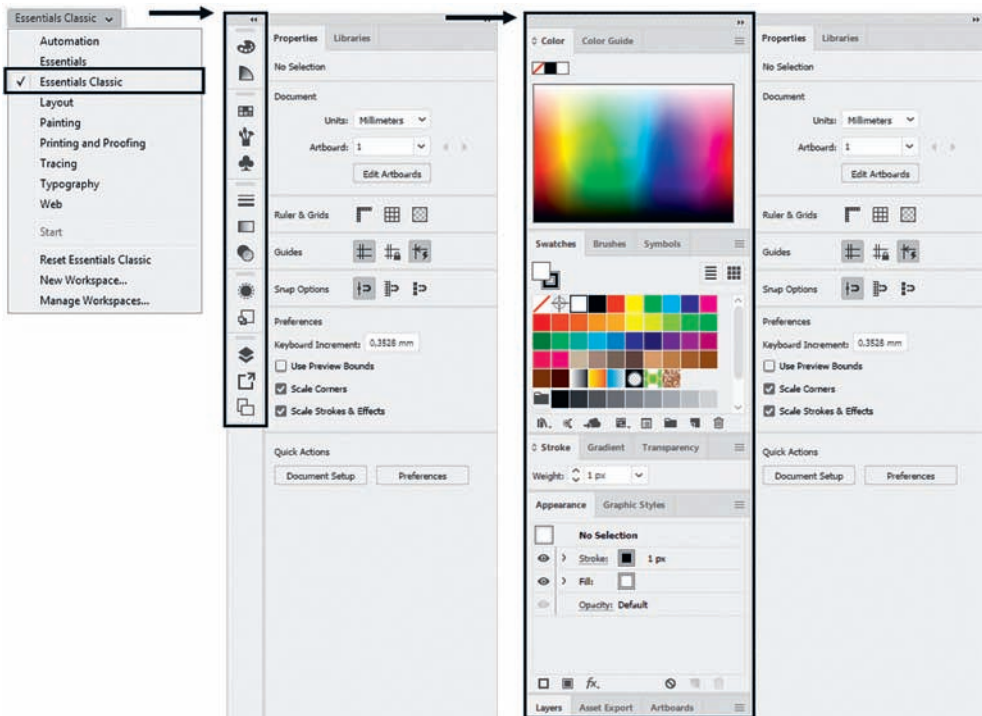 Essentials Classic
Automation
Essentials
Essentials Classic
Layout
Painting
Printing and Proofing
Tracing
Typography
Web
Start
Reset Essentials Classic
New Workspace...
Manage Workspaces...
Properties Libraries
No Selection
Document
Units: Millimeters
Artboard: 1
Edit Artboards
Ruler & Grids
Guides
Snap Options
Preferences
Keyboard Increment: 0,3528 mm
Use Preview Bounds
Scale Corners
Scale Strokes & Effects
Quick Actions
Document Setup Preferences
Color Color Guide
Swatches Brushes Symbols
Stroke Gradient Transparency
Weight: 1 px
Appearance Graphic Styles
No Selection
Stroke: 1 px
Fill:
Opacity: Default
fx.
Layers Asset Export Artboards
Properties Libraries
No Selection
Document
Units: Millimeters
Artboard: 1
Edit Artboards
Ruler & Grids
Guides
Snap Options
Preferences
Keyboard Increment: 0,3528 mm
Use Preview Bounds
Scale Corners
Scale Strokes & Effects
Quick Actions
Document Setup Preferences